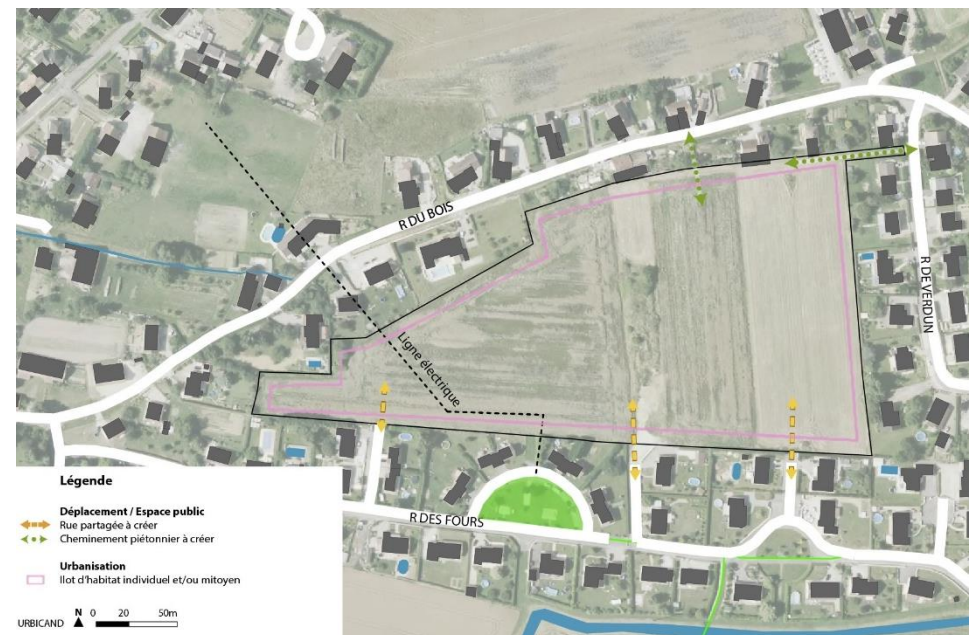 R DU BOIS
R DE VERDUN
Ligne électrique
R DES FOURS
Légende
Déplacement / Espace public
Rue partagée à créer
Cheminement piétonnier à créer
Urbanisation
Ilot d'habitat individuel et/ou mitoyen
URBICAND N 0 20 50m